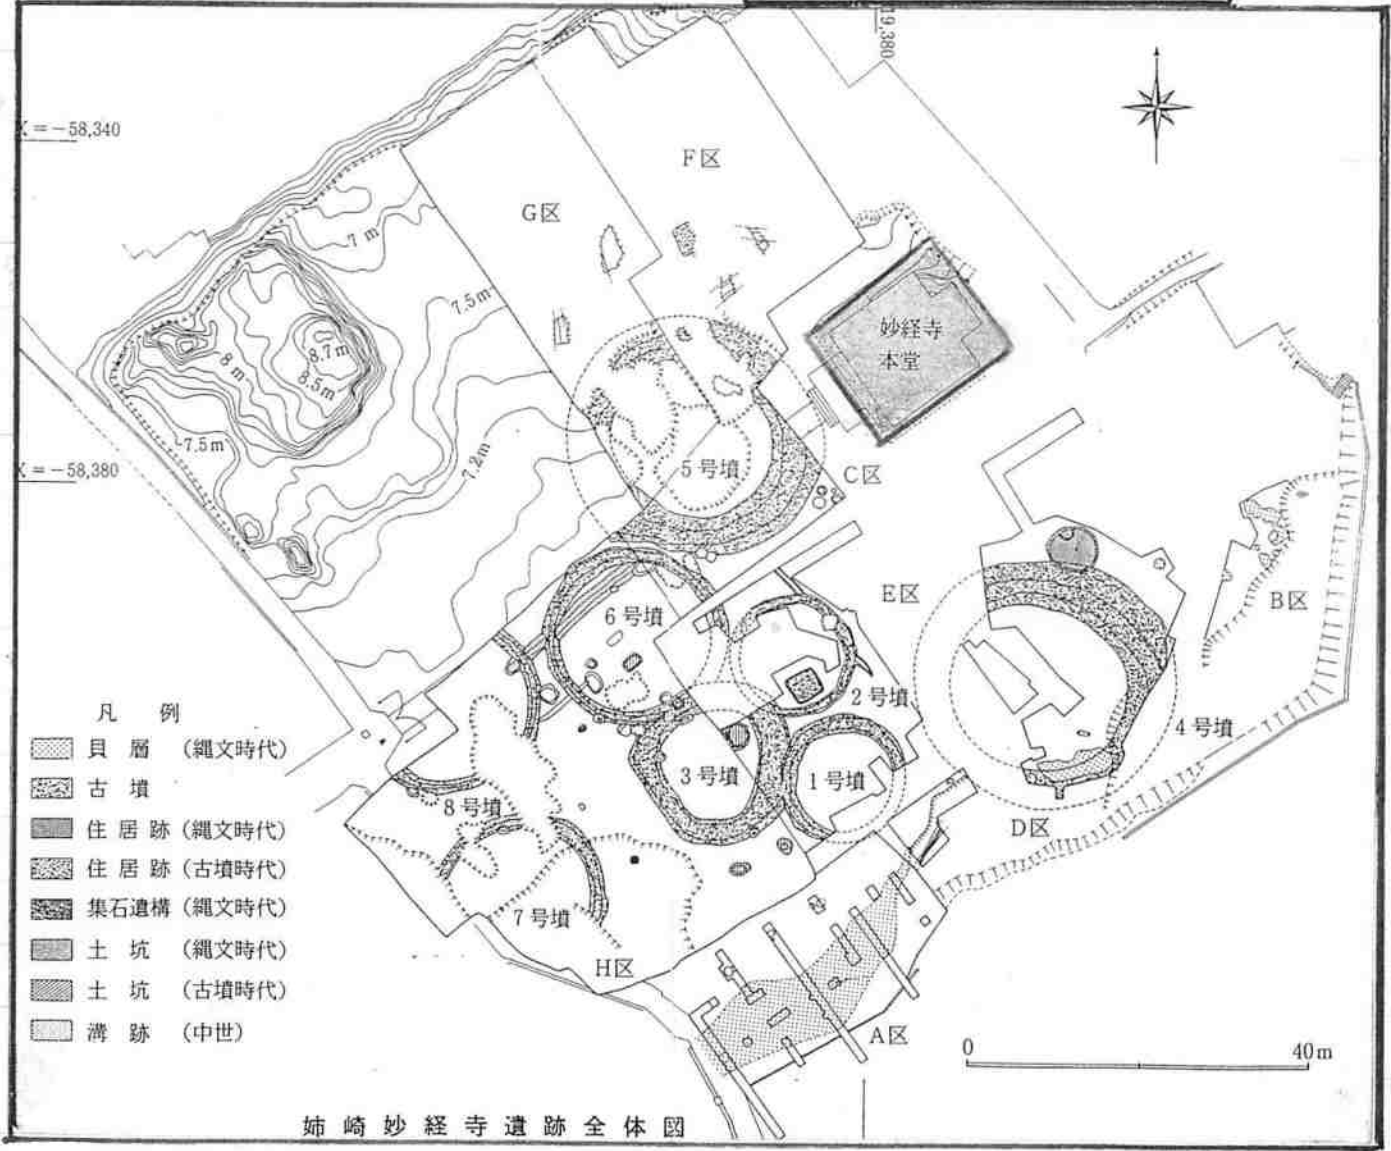 19,380
X=-58,340
F区
G区
7m
7.5m
妙経寺
本堂
8.7m
8m
8.5m
7.5m
7.2m
X=-58,380
5号墳
C区
E区
B区
6号墳
2号墳
4号墳
3号墳
1号墳
8号墳
D区
7号墳
H区
A区
凡 例
貝 層 (縄文時代)
古 墳
住 居 跡 (縄文時代)
住 居 跡 (古墳時代)
集石遺構 (縄文時代)
土 坑 (縄文時代)
土 坑 (古墳時代)
溝 跡 (中世)
0 40m
姉崎妙経寺遺跡全体図